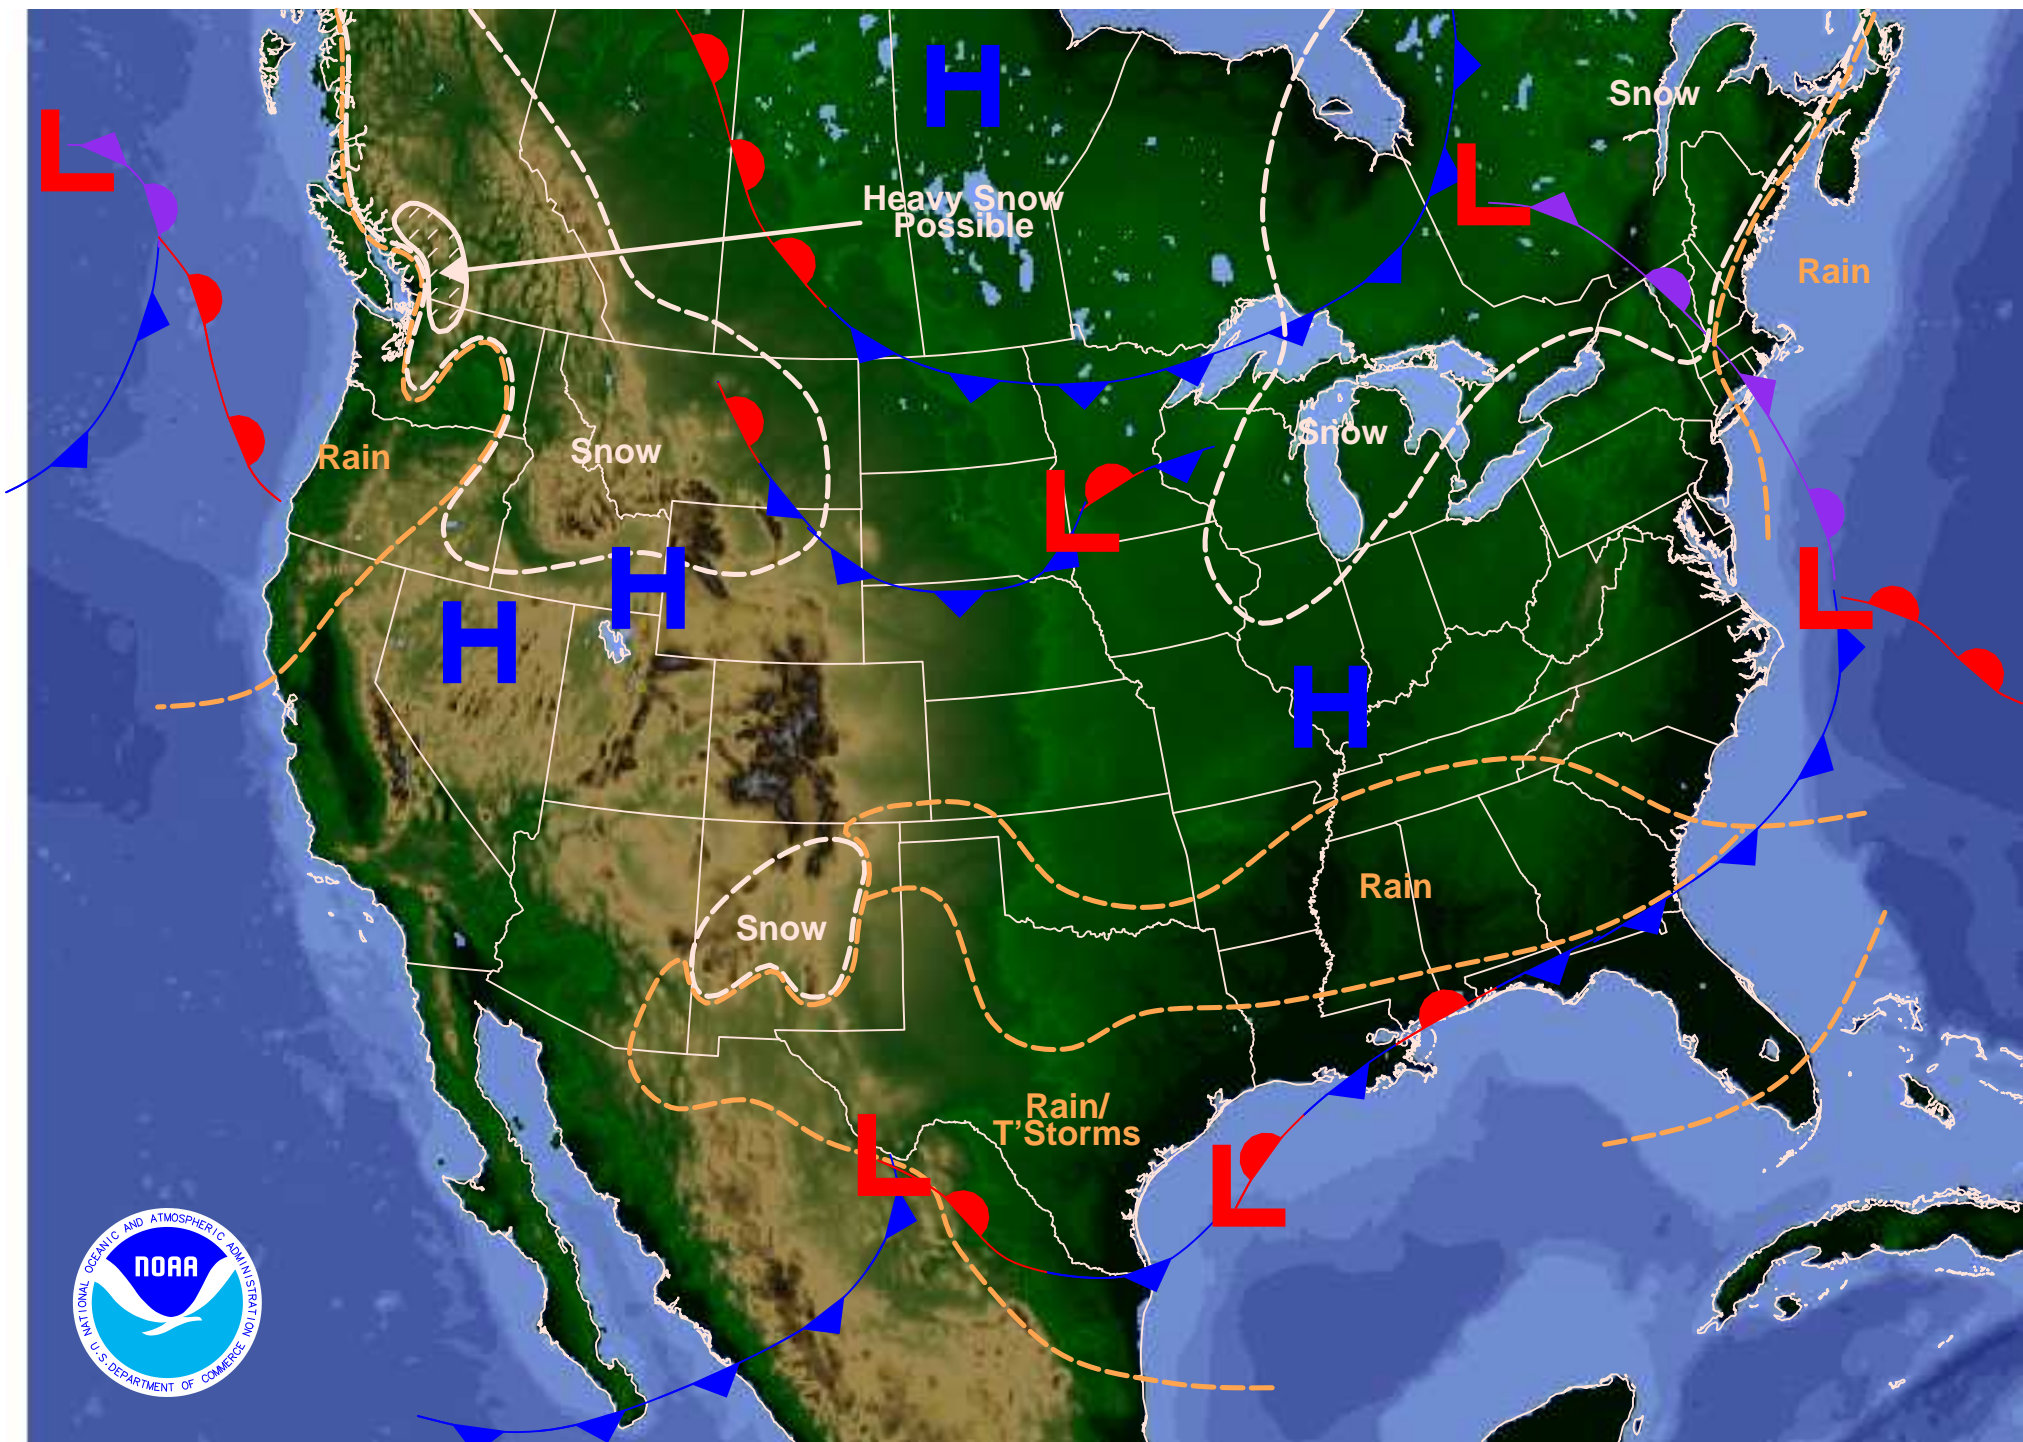 Snow
L
H
L
Heavy Snow
Possible
Rain
Snow
Rain
Snow
L
H
L
H
H
Rain
Snow
Rain/
T'Storms
L
L
NATIONAL OCEANIC AND ATMOSPHERIC ADMINISTRATION
NOAA
U.S. DEPARTMENT OF COMMERCE